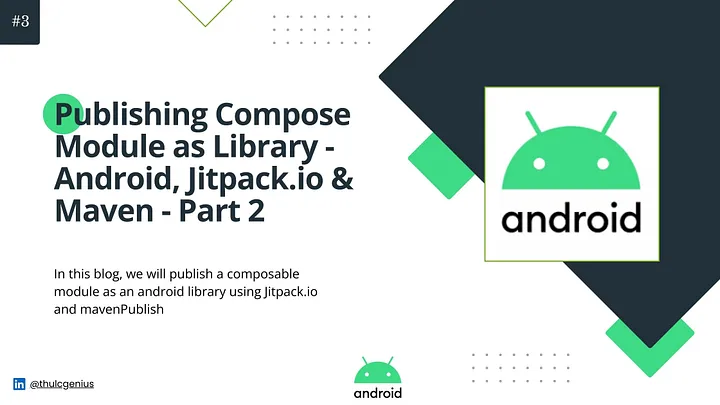 #3
Publishing Compose
Module as Library -
Android, Jitpack.io &
Maven - Part 2
android
In this blog, we will publish a composable
module as an android library using Jitpack.io
and mavenPublish
in @thulcgenius
android